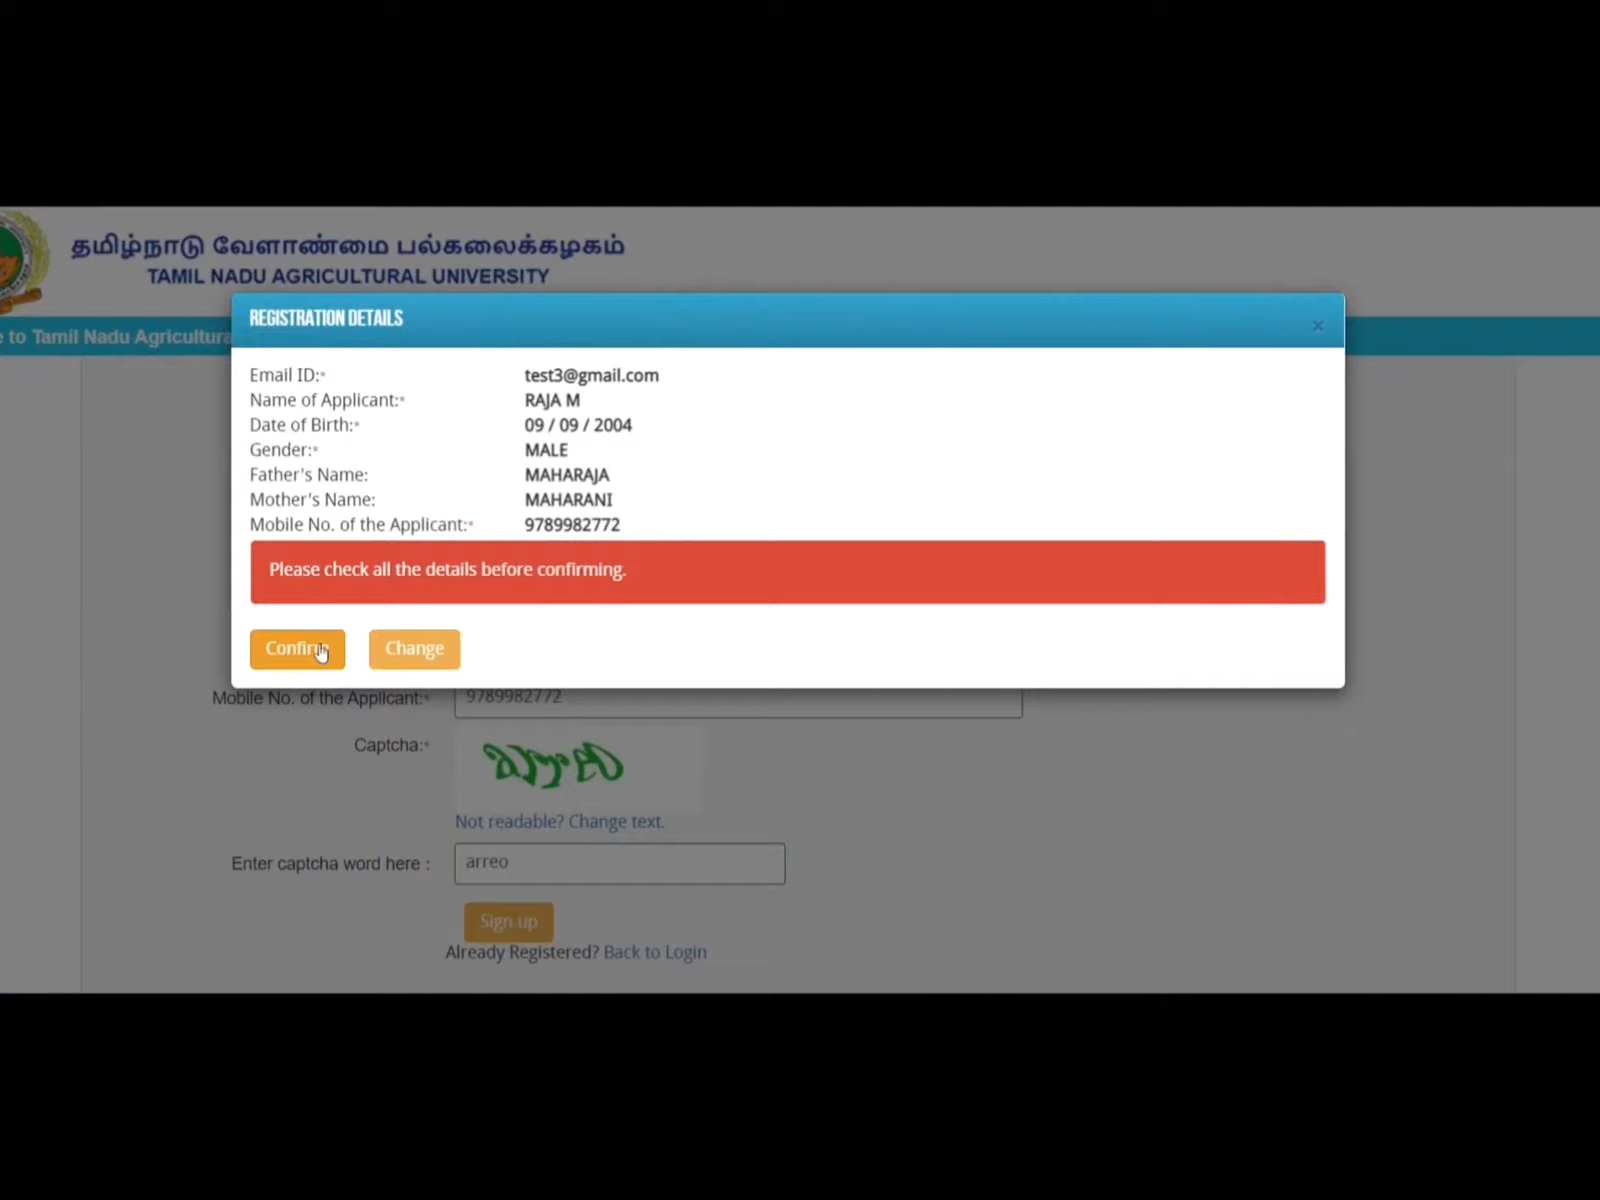 தமிழ்நாடு வேளாண்மை பல்கலைக்கழகம்
TAMIL NADU AGRICULTURAL UNIVERSITY
to Tamil Nadu
REGISTRATION DETAILS
×
Email ID:* test3@gmail.com
Name of Applicant:* RAJA M
Date of Birth:* 09 / 09 / 2004
Gender:* MALE
Father's Name: MAHARAJA
Mother's Name: MAHARANI
Mobile No. of the Applicant:* 9789982772
Please check all the details before confirming.
Confirm Change
Mobile No. of the Applicant:* 9789982772
Captcha:*
Not readable? Change text.
Enter captcha word here : arreo
Sign up
Already Registered? Back to Login